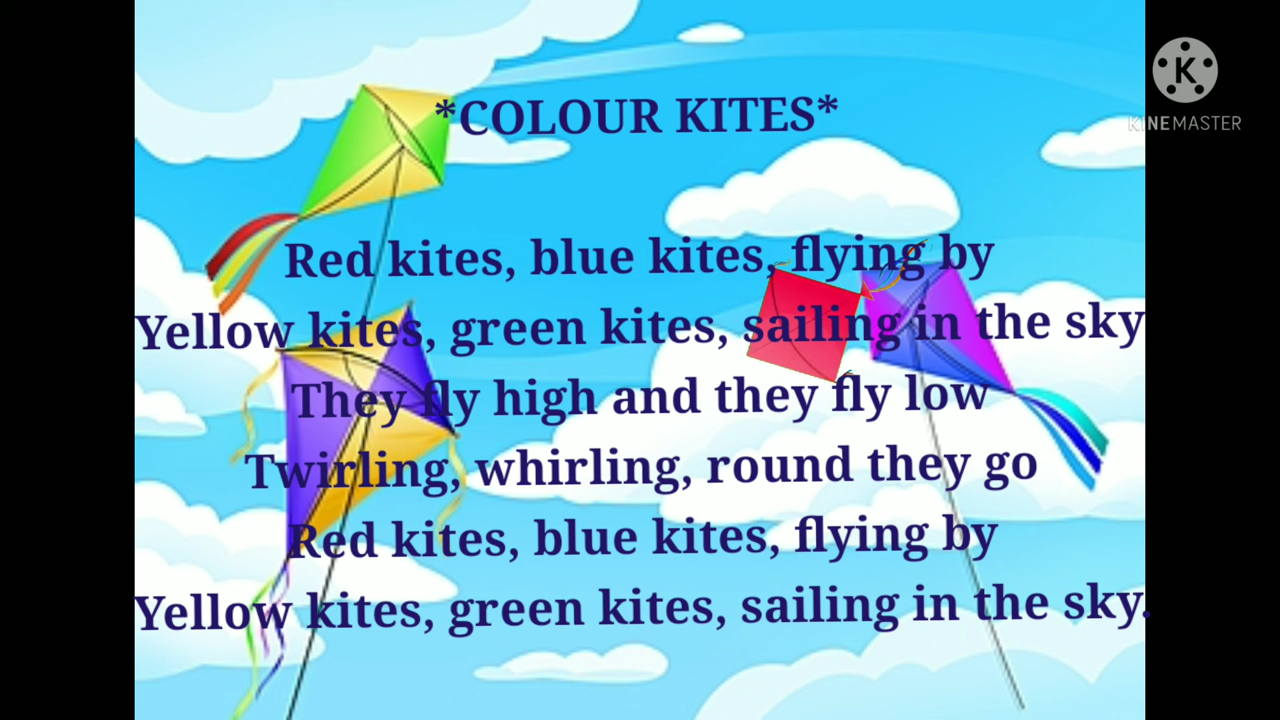 *COLOUR KITES*
KINEMASTER
Red kites, blue kites, flying by
Yellow kites, green kites, sailing in the sky
They fly high and they fly low
Twirling, whirling, round they go
Red kites, blue kites, flying by
Yellow kites, green kites, sailing in the sky.